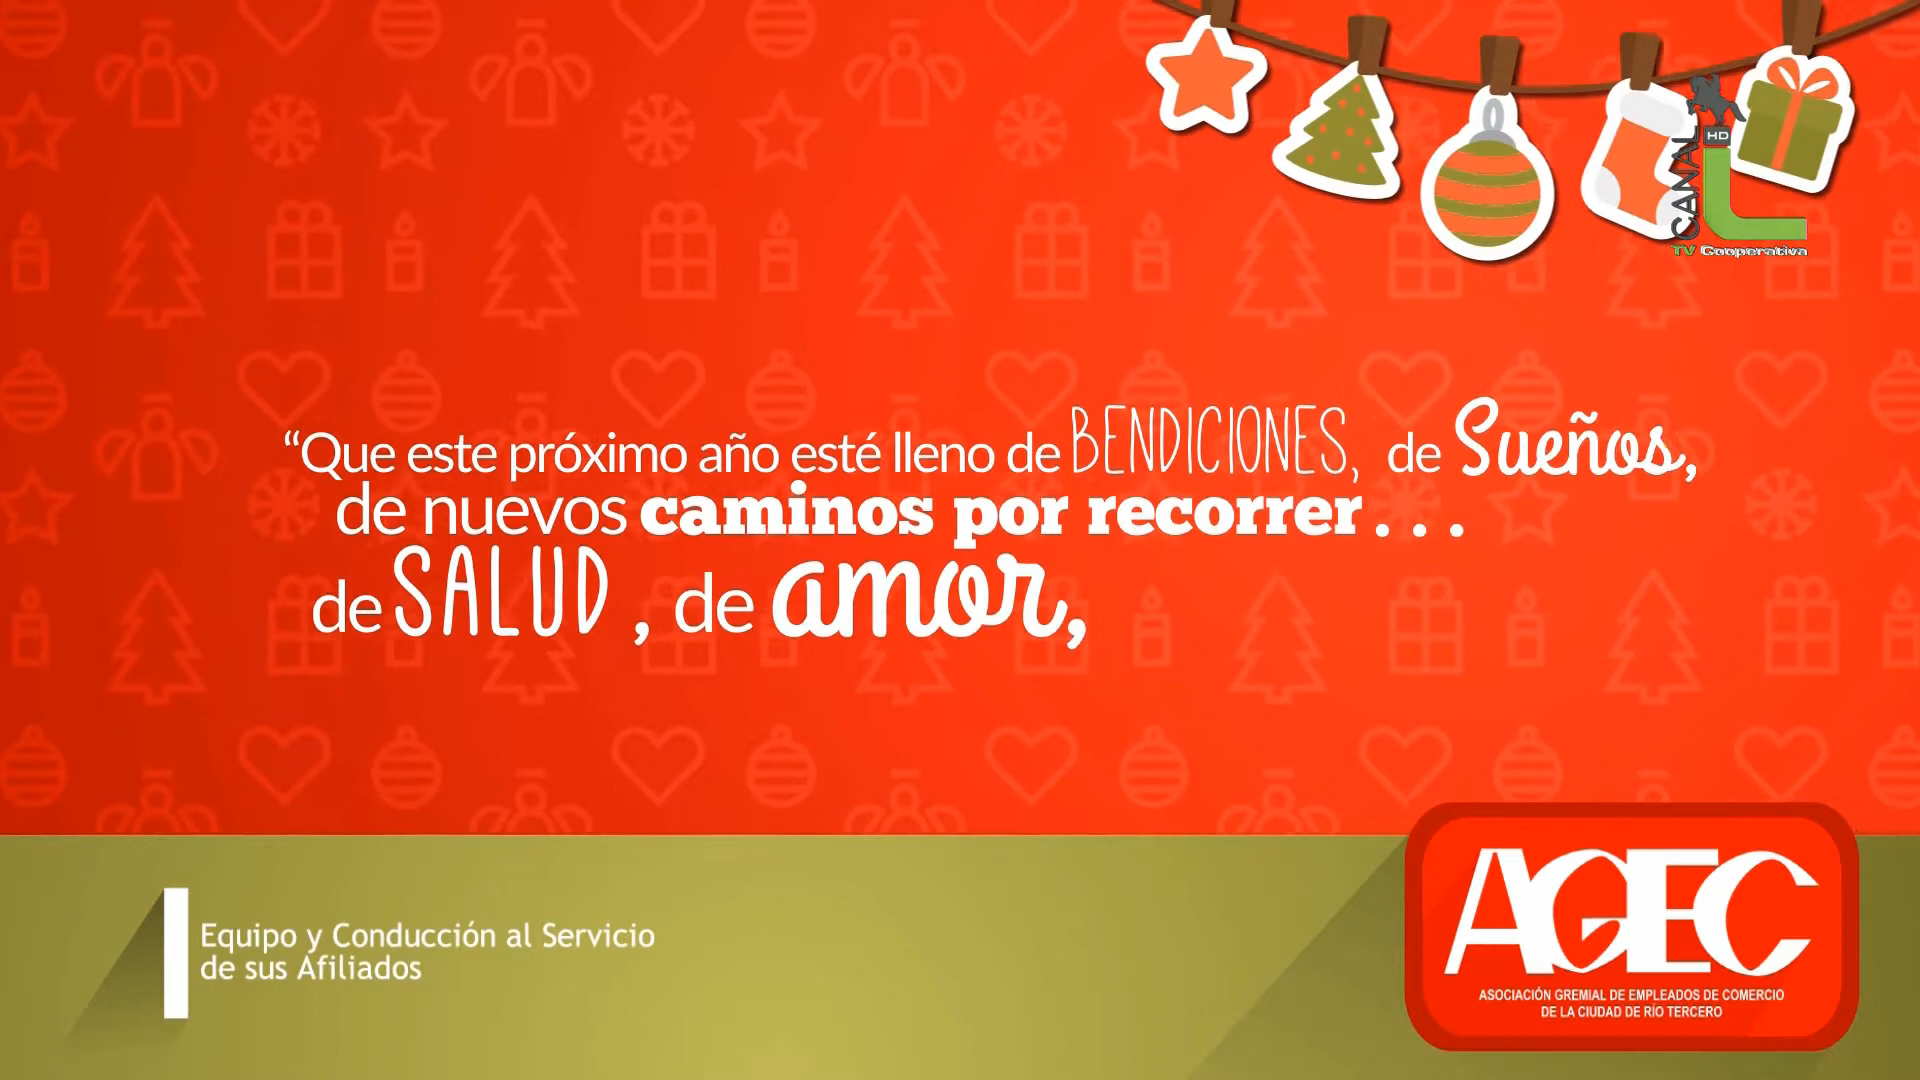 CANAL
HD
TV Cooperativa
“Que este próximo año esté lleno de BENDICIONES, de Sueños,
de nuevos caminos por recorrer...
de SALUD, de amor,
Equipo y Conducción al Servicio
de sus Afiliados
AGEC
ASOCIACIÓN GREMIAL DE EMPLEADOS DE COMERCIO
DE LA CIUDAD DE RÍO TERCERO